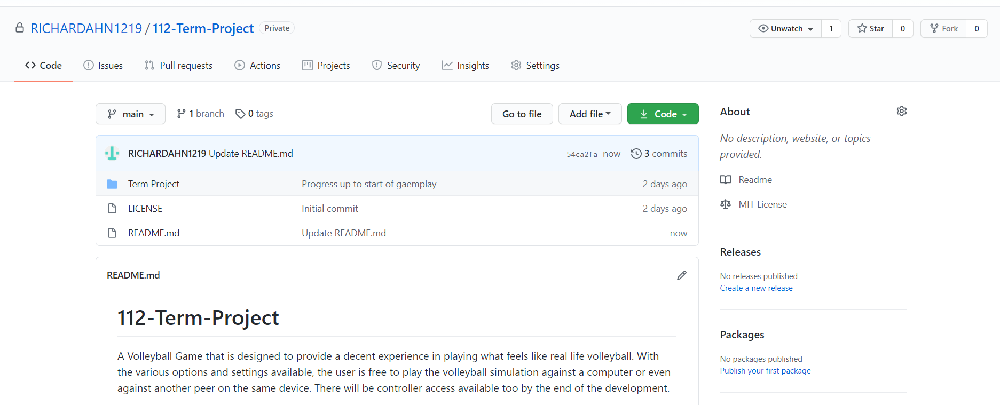 RICHARDAHN1219 / 112-Term-Project Private Unwatch 1 Star 0 Fork 0
Code Issues Pull requests Actions Projects Security Insights Settings
main 1 branch 0 tags Go to file Add file Code
RICHARDAHN1219 Update README.md 54ca2fa now 3 commits
Term Project Progress up to start of gaemplay 2 days ago
LICENSE Initial commit 2 days ago
README.md Update README.md now
README.md
112-Term-Project
A Volleyball Game that is designed to provide a decent experience in playing what feels like real life volleyball. With
the various options and settings available, the user is free to play the volleyball simulation against a computer or even
against another peer on the same device. There will be controller access available too by the end of the development.
About
No description, website, or topics
provided.
Readme
MIT License
Releases
No releases published
Create a new release
Packages
No packages published
Publish your first package